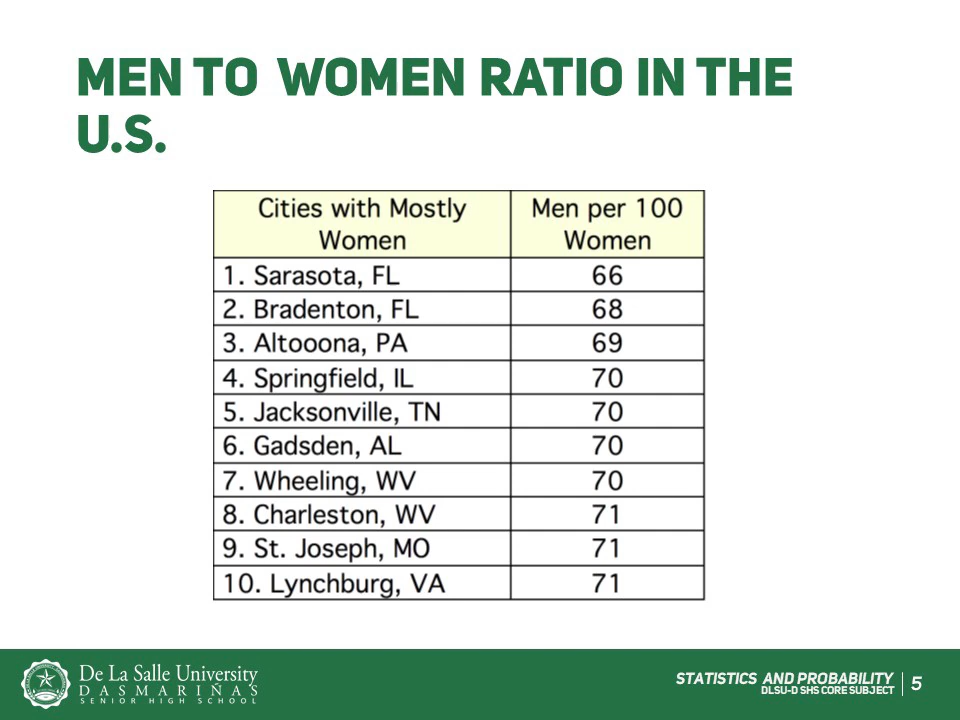 MEN TO WOMEN RATIO IN THE
U.S.
Cities with Mostly
Women
Men per 100
Women
1. Sarasota, FL 66
2. Bradenton, FL 68
3. Altooona, PA 69
4. Springfield, IL 70
5. Jacksonville, TN 70
6. Gadsden, AL 70
7. Wheeling, WV 70
8. Charleston, WV 71
9. St. Joseph, MO 71
10. Lynchburg, VA 71
De La Salle University
DASMARIÑAS
SENIOR HIGH SCHOOL
STATISTICS AND PROBABILITY
DLSU-D SHS CORE SUBJECT
5